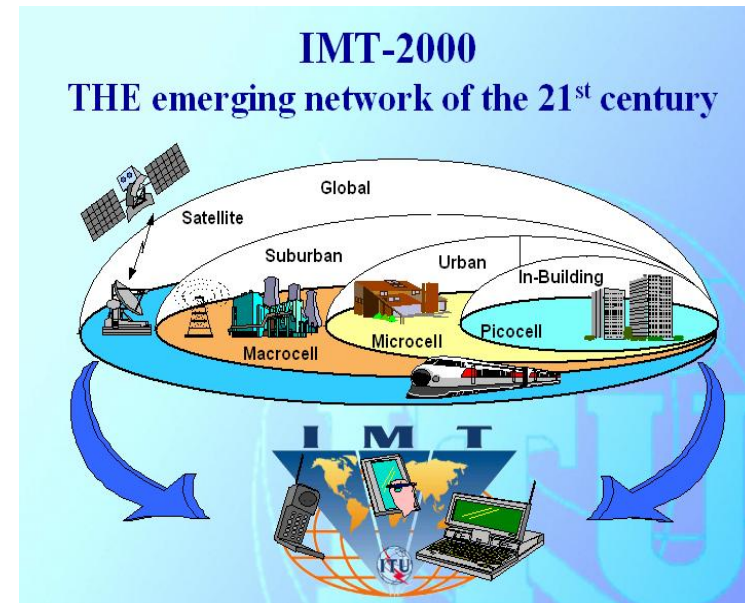 IMT-2000
THE emerging network of the 21st century
Global
Satellite
Suburban
Urban
In-Building
Picocell
Microcell
Macrocell
I M T
ITU
ITU